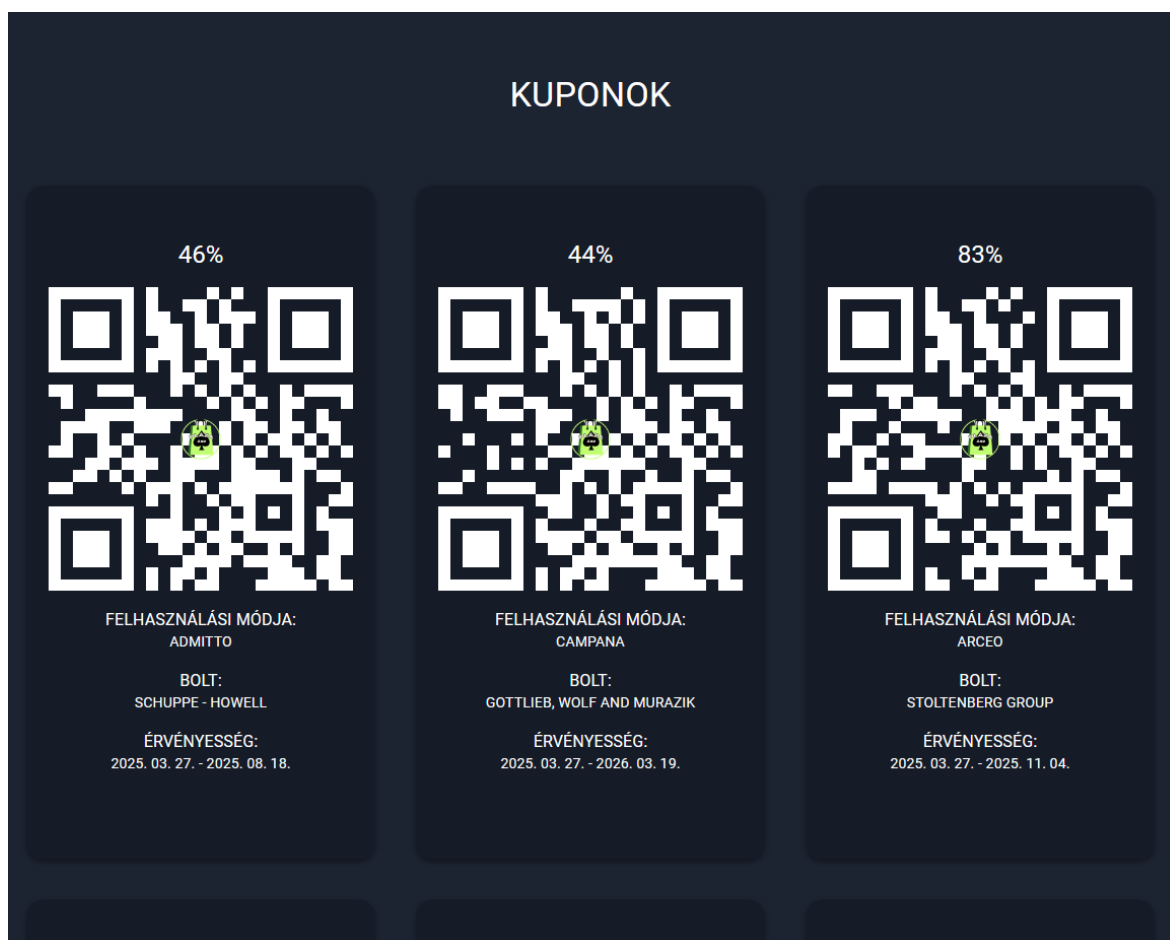 KUPONOK
46%
FELHASZNÁLÁSI MÓDJA:
ADMITTO
BOLT:
SCHUPPE - HOWELL
ÉRVÉNYESSÉG:
2025. 03. 27. - 2025. 08. 18.
44%
FELHASZNÁLÁSI MÓDJA:
CAMPANA
BOLT:
GOTTLIEB, WOLF AND MURAZIK
ÉRVÉNYESSÉG:
2025. 03. 27. - 2026. 03. 19.
83%
FELHASZNÁLÁSI MÓDJA:
ARCEO
BOLT:
STOLTENBERG GROUP
ÉRVÉNYESSÉG:
2025. 03. 27. - 2025. 11. 04.